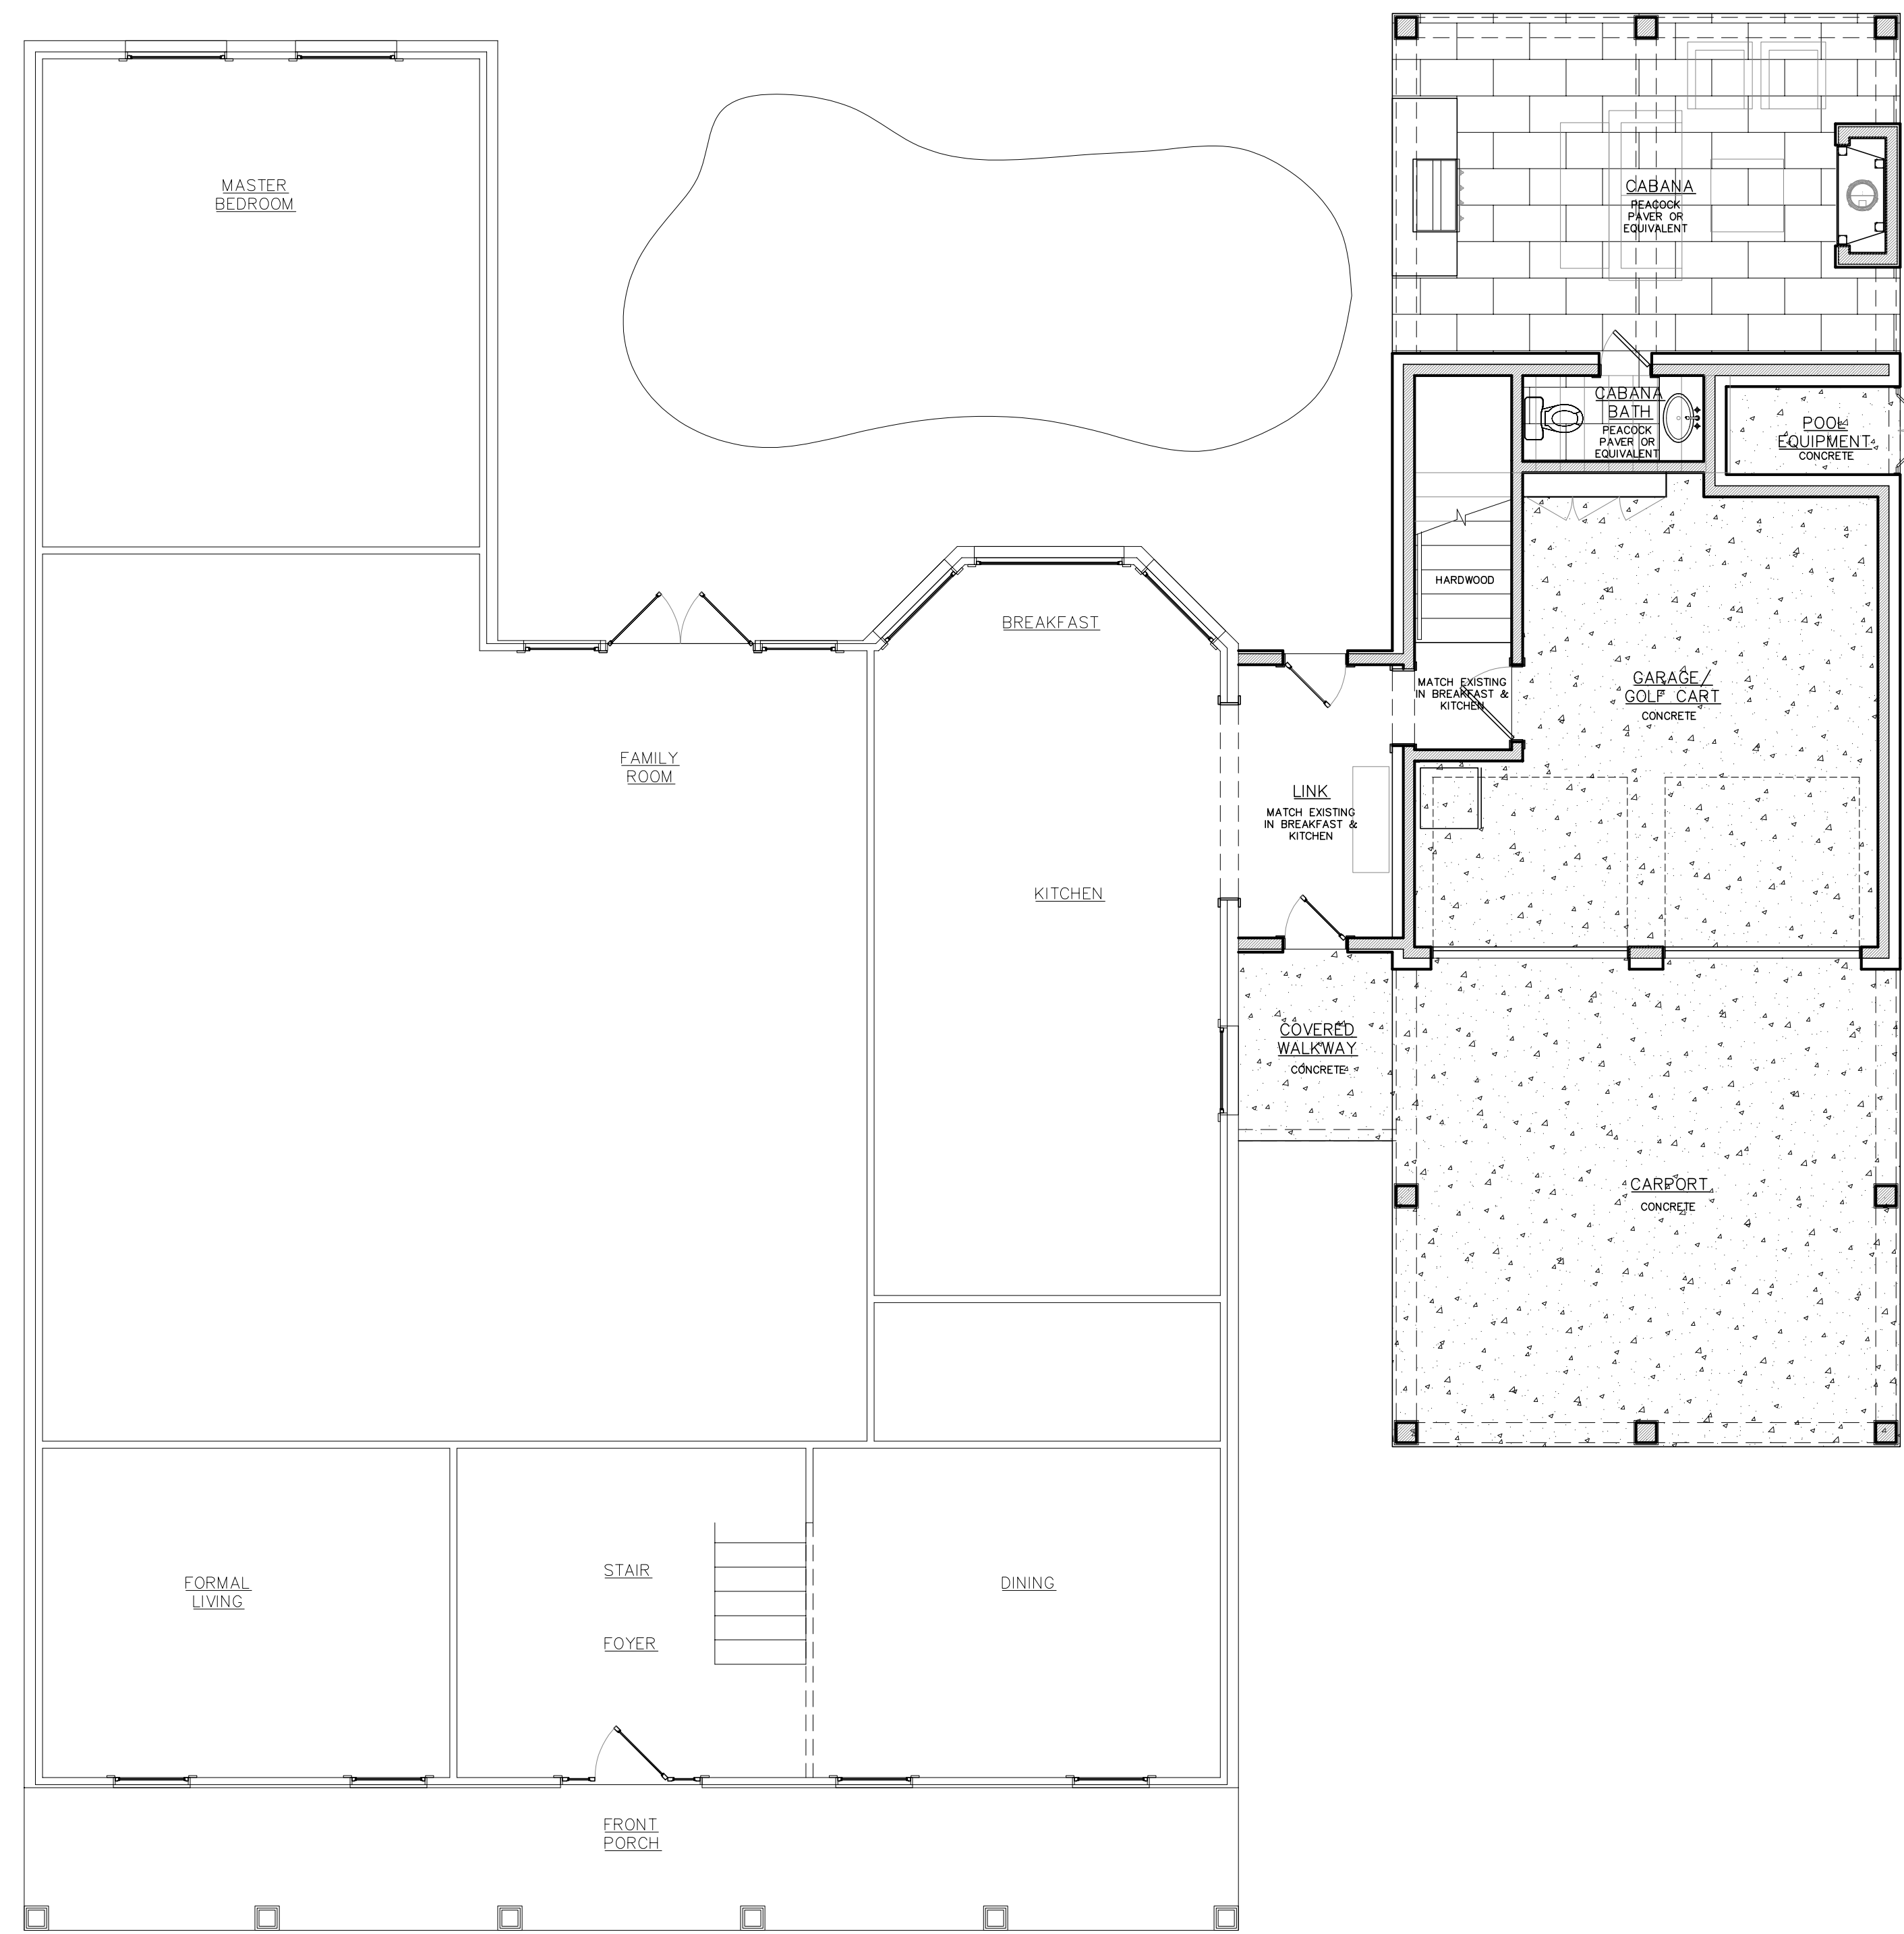 MASTER
BEDROOM
CABANA
PEACOCK
PAVER OR
EQUIVALENT
CABANA
BATH
PEACOCK
PAVER OR
EQUIVALENT
POOL
EQUIPMENT
CONCRETE
HARDWOOD
BREAKFAST
MATCH EXISTING
IN BREAKFAST &
KITCHEN
GARAGE/
GOLF CART
CONCRETE
FAMILY
ROOM
LINK
MATCH EXISTING
IN BREAKFAST &
KITCHEN
KITCHEN
COVERED
WALKWAY
CONCRETE
CARPORT
CONCRETE
FORMAL
LIVING
STAIR
FOYER
DINING
FRONT
PORCH